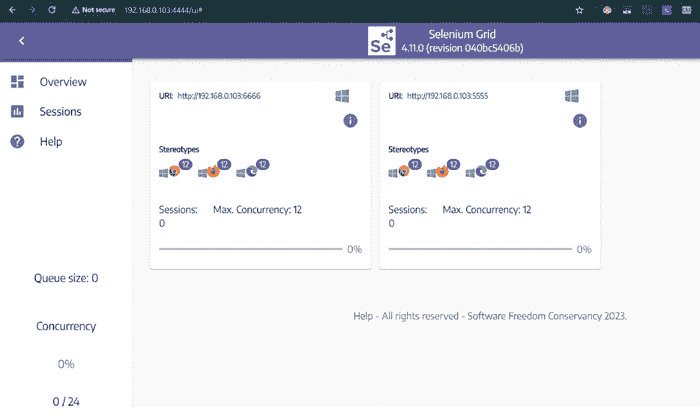 Not secure 192.168.0.103:4444/ui#
Se
Selenium Grid
4.11.0 (revision 040bc5406b)
Overview
Sessions
Help
Queue size: 0
Concurrency
0%
0 / 24
URI: http://192.168.0.103:6666
Stereotypes
12 12 12
Sessions: Max. Concurrency: 12
0
0%
URI: http://192.168.0.103:5555
Stereotypes
12 12 12
Sessions: Max. Concurrency: 12
0
0%
Help - All rights reserved - Software Freedom Conservancy 2023.